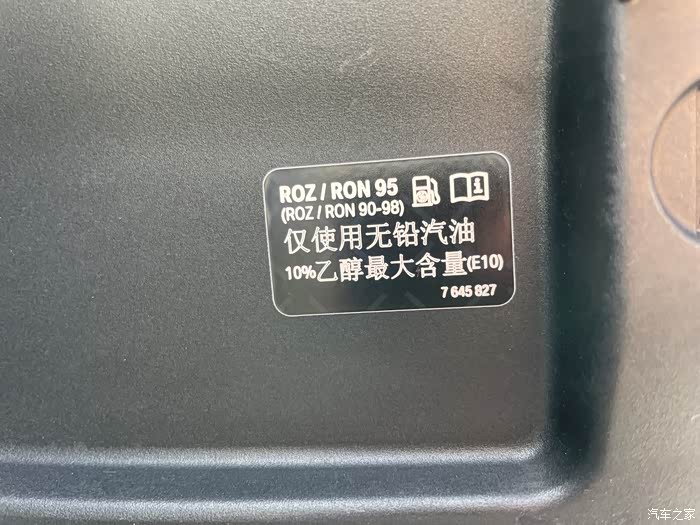 ROZ / RON 95
(ROZ / RON 90-98)
仅使用无铅汽油
10%乙醇最大含量(E10)
7 645 827
汽车之家